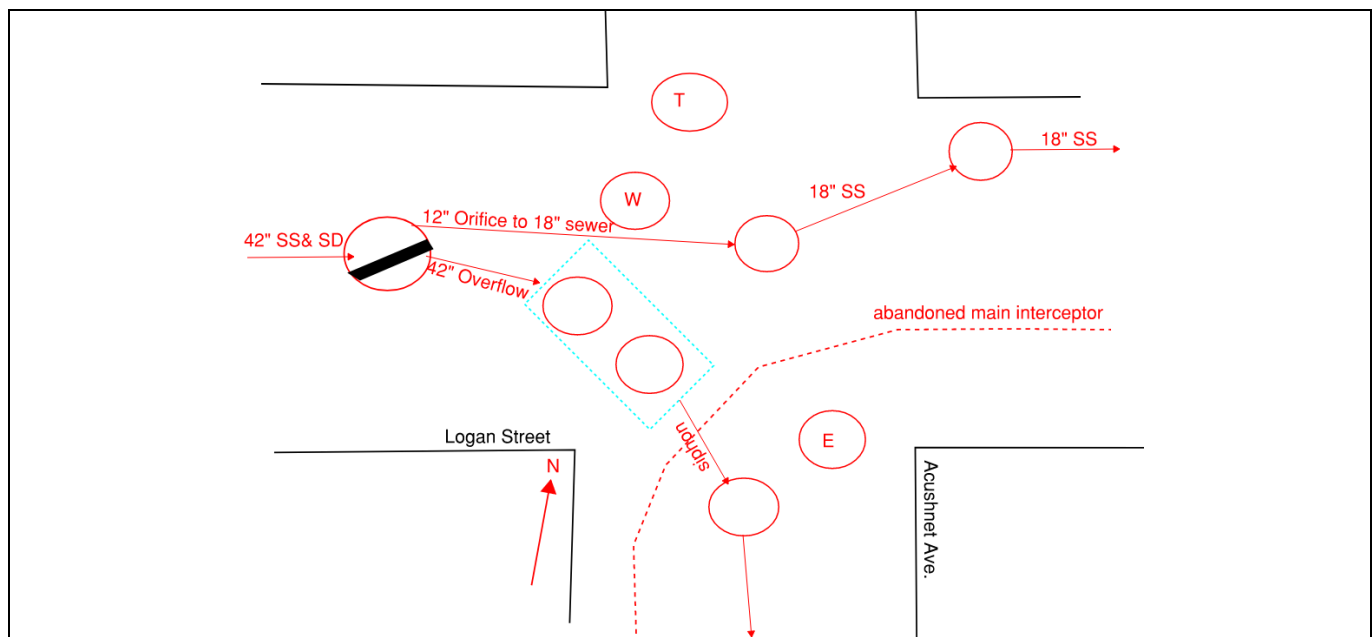 T
18" SS
W
18" SS
12" Orifice to 18" sewer
42" SS& SD
42" Overflow
abandoned main interceptor
siphon
E
Logan Street
N
Acushnet Ave.